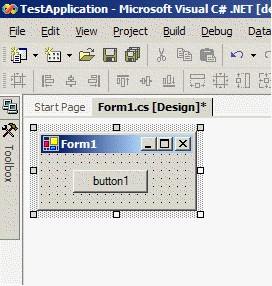 TestApplication - Microsoft Visual C# .NET [de
File Edit View Project Build Debug Data
Start Page Form1.cs [Design]*
Toolbox
Form1
button1